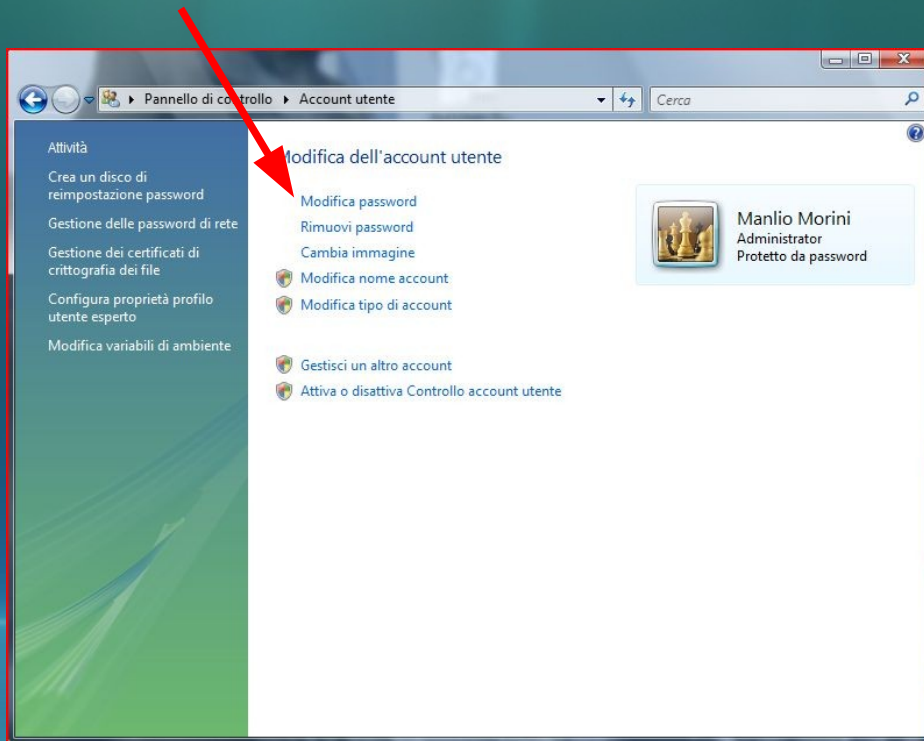 Pannello di controllo
Account utente
Cerca
Attività
Crea un disco di
reimpostazione password
Gestione delle password di rete
Gestione dei certificati di
crittografia dei file
Configura proprietà profilo
utente esperto
Modifica variabili di ambiente
Modifica dell'account utente
Modifica password
Rimuovi password
Cambia immagine
Modifica nome account
Modifica tipo di account
Gestisci un altro account
Attiva o disattiva Controllo account utente
Manlio Morini
Administrator
Protetto da password